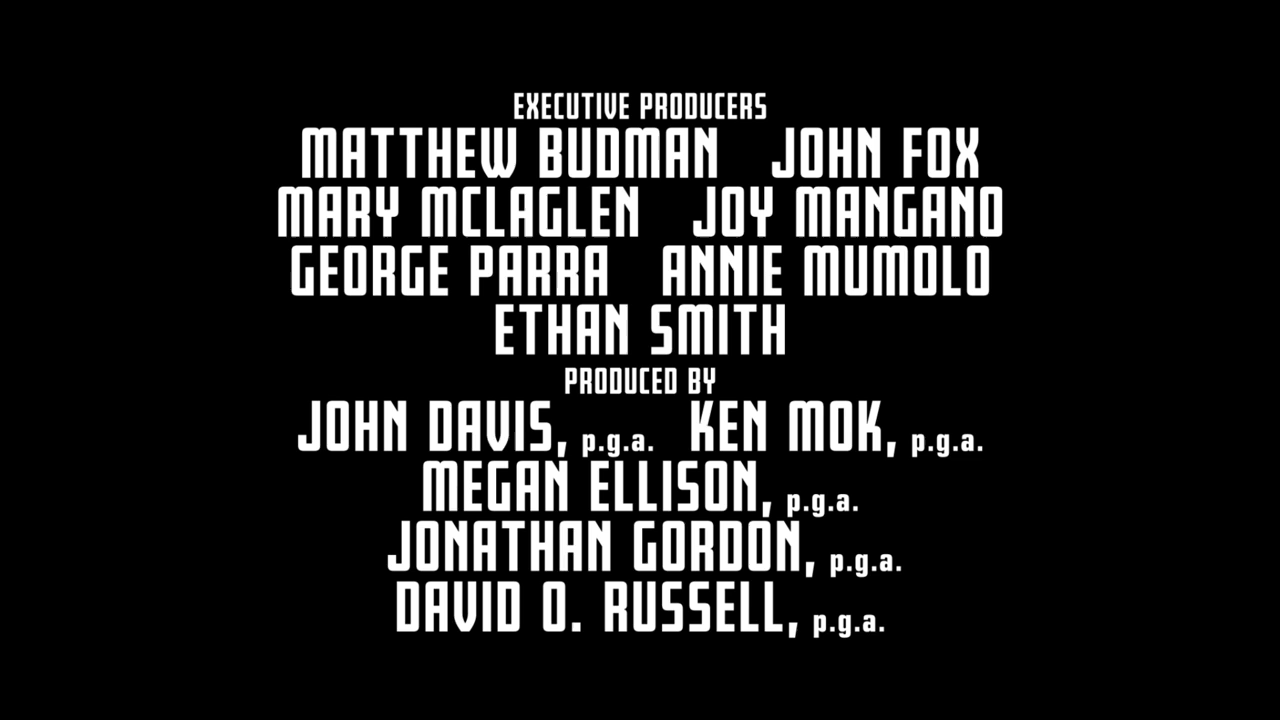 EXECUTIVE PRODUCERS
MATTHEW BUDMAN JOHN FOX
MARY MCLAGLEN JOY MANGANO
GEORGE PARRA ANNIE MUMOLO
ETHAN SMITH
PRODUCED BY
JOHN DAVIS, p.g.a. KEN MOK, p.g.a.
MEGAN ELLISON, p.g.a.
JONATHAN GORDON, p.g.a.
DAVID O. RUSSELL, p.g.a.